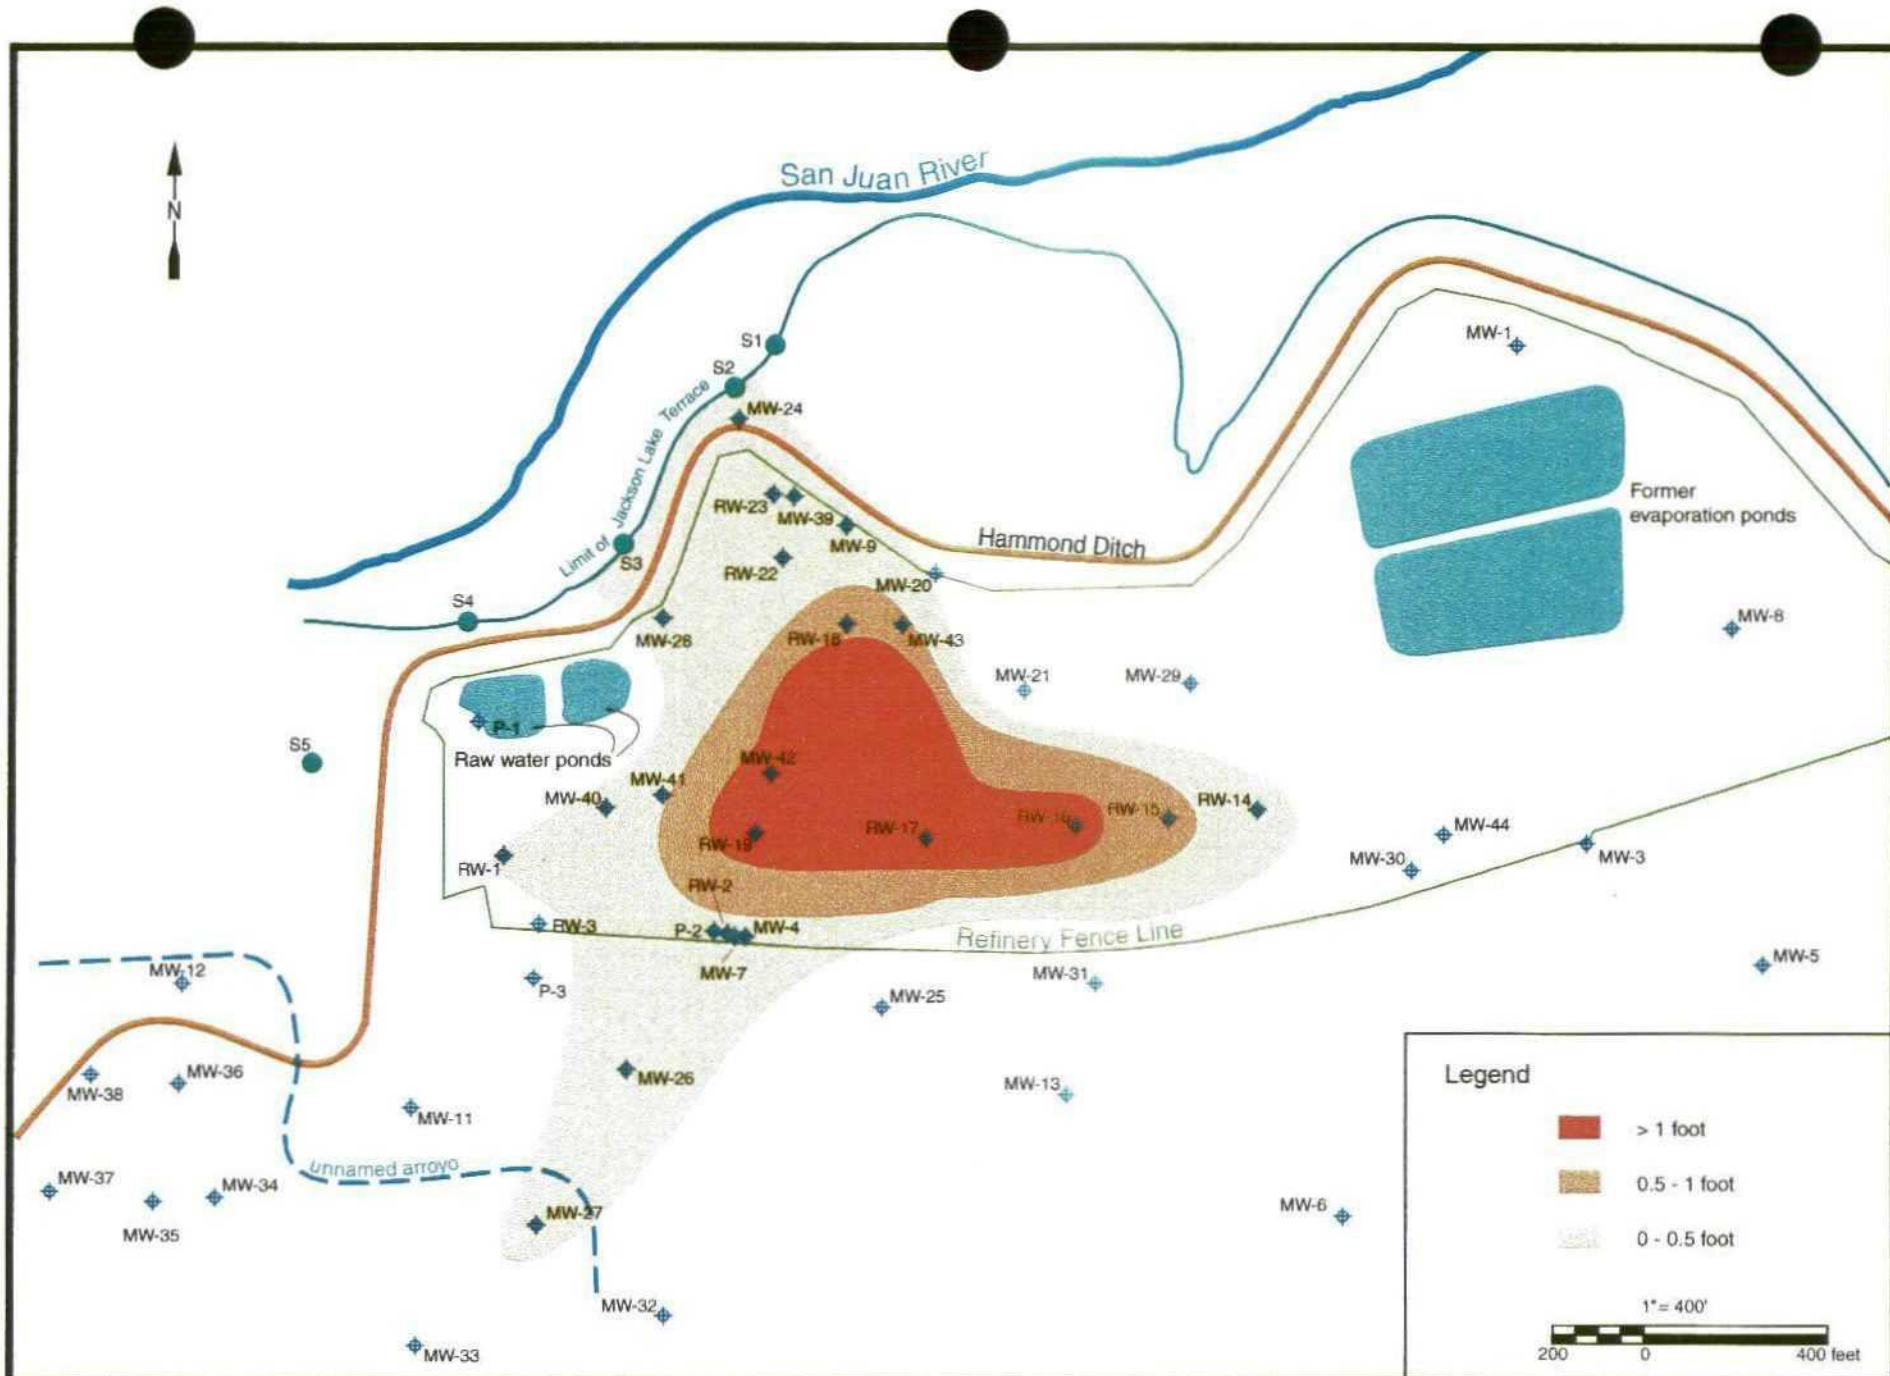 N
San Juan River
S1
S2
MW-24
Limit of Jackson Lake Terrace
MW-1
RW-23
MW-39
MW-9
Hammond Ditch
Former
evaporation ponds
S3
RW-22
MW-20
S4
MW-28
RW-18
MW-43
MW-8
MW-21
MW-29
P-1
S5
Raw water ponds
MW-42
MW-41
MW-40
RW-14
RW-15
RW-16
RW-17
RW-19
MW-44
MW-3
MW-30
RW-1
RW-2
RW-3
P-2
MW-4
Refinery Fence Line
MW-7
MW-5
MW-12
P-3
MW-31
MW-25
MW-38
MW-36
MW-26
MW-13
MW-11
Legend
> 1 foot
0.5 - 1 foot
0 - 0.5 foot
unnamed arroyo
MW-37
MW-34
MW-35
MW-27
MW-6
MW-32
MW-33
1"= 400'
200 0 400 feet